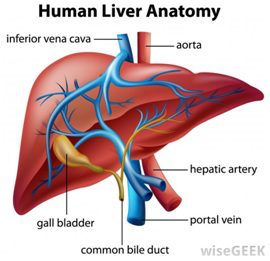 Human Liver Anatomy
inferior vena cava
aorta
hepatic artery
gall bladder
portal vein
common bile duct
wiseGEEK